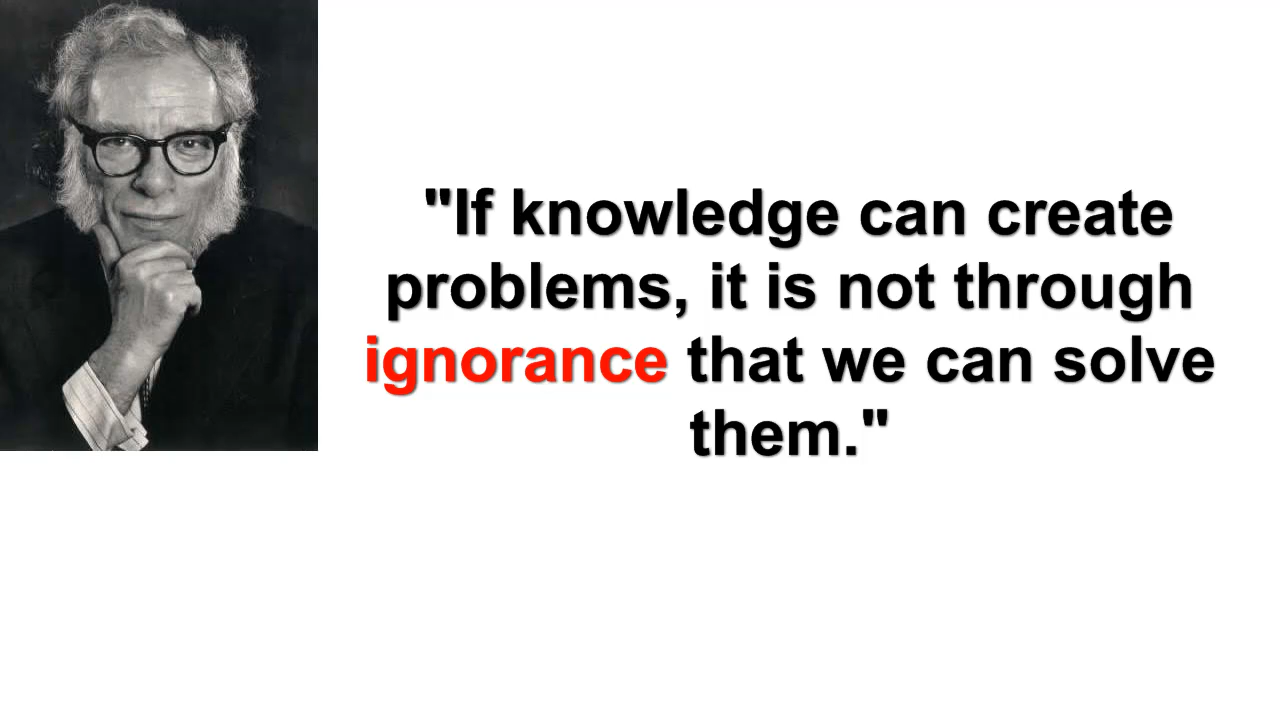 "If knowledge can create
problems, it is not through
ignorance that we can solve
them."